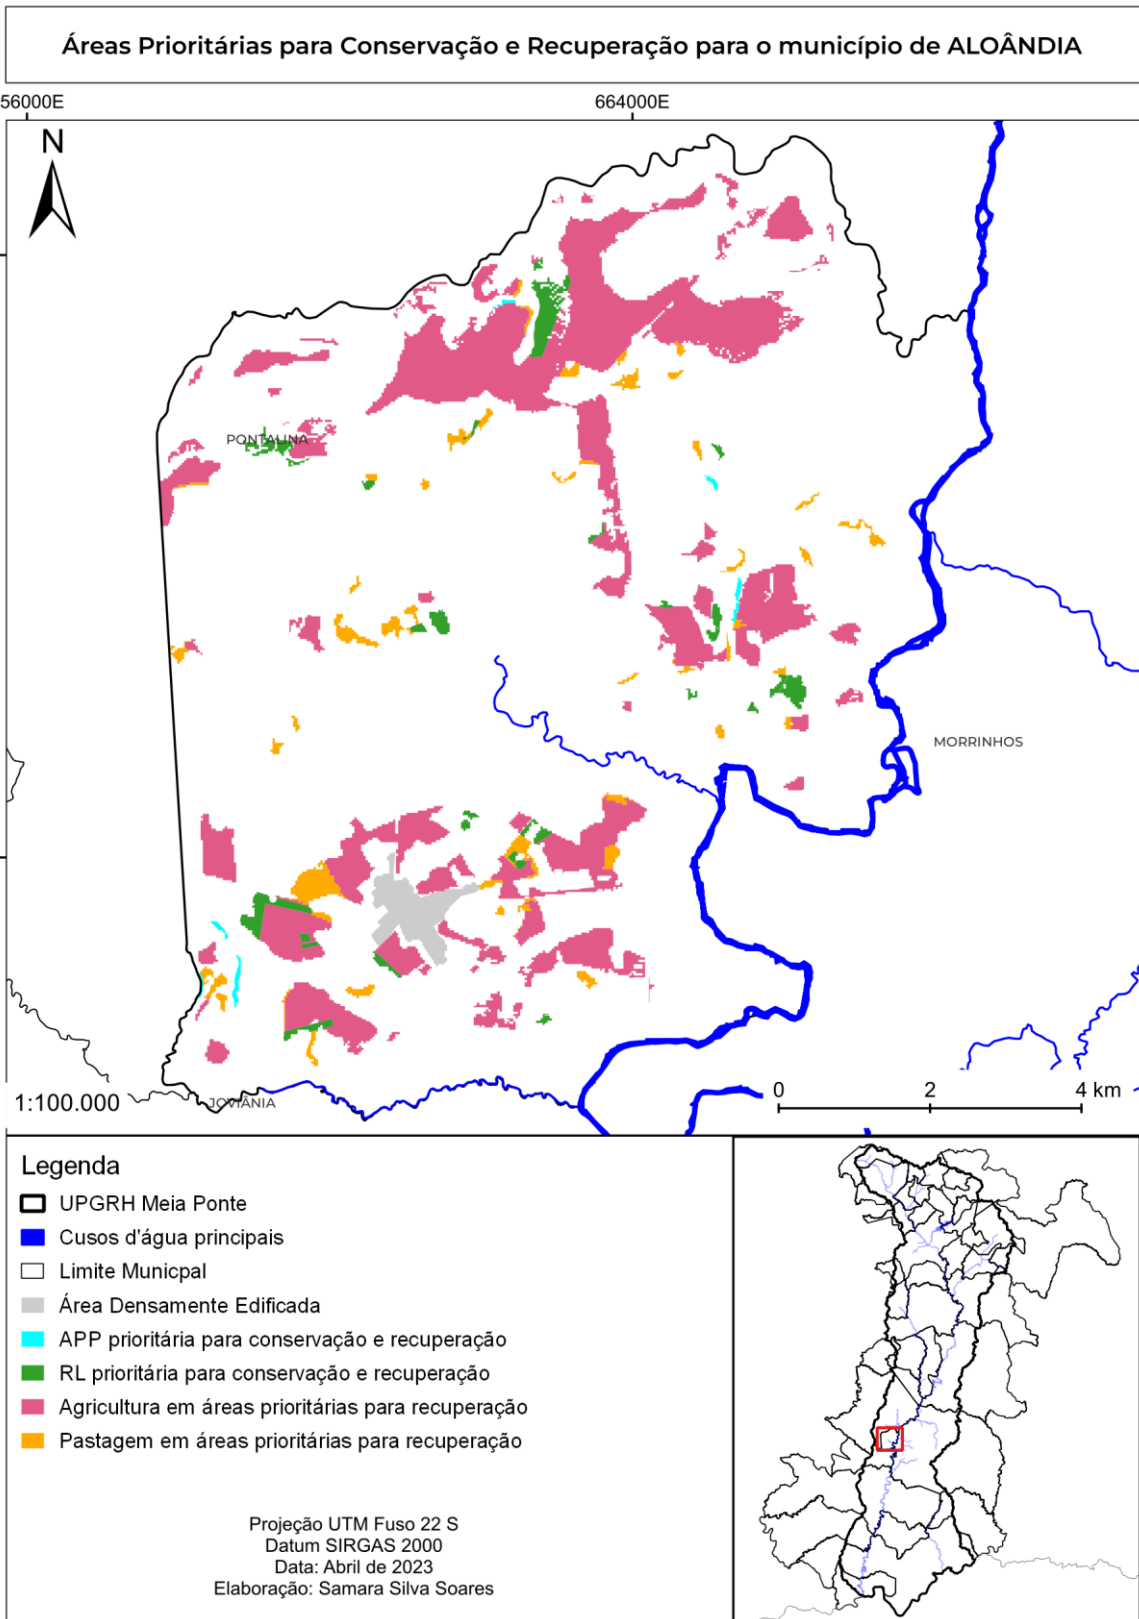 Áreas Prioritárias para Conservação e Recuperação para o município de ALOÂNDIA
56000E
664000E
N
PONTALINA
MORRINHOS
JOVIÂNIA
1:100.000
0 2 4 km
Legenda
UPGRH Meia Ponte
Cusos d'água principais
Limite Municpal
Área Densamente Edificada
APP prioritária para conservação e recuperação
RL prioritária para conservação e recuperação
Agricultura em áreas prioritárias para recuperação
Pastagem em áreas prioritárias para recuperação
Projeção UTM Fuso 22 S
Datum SIRGAS 2000
Data: Abril de 2023
Elaboração: Samara Silva Soares